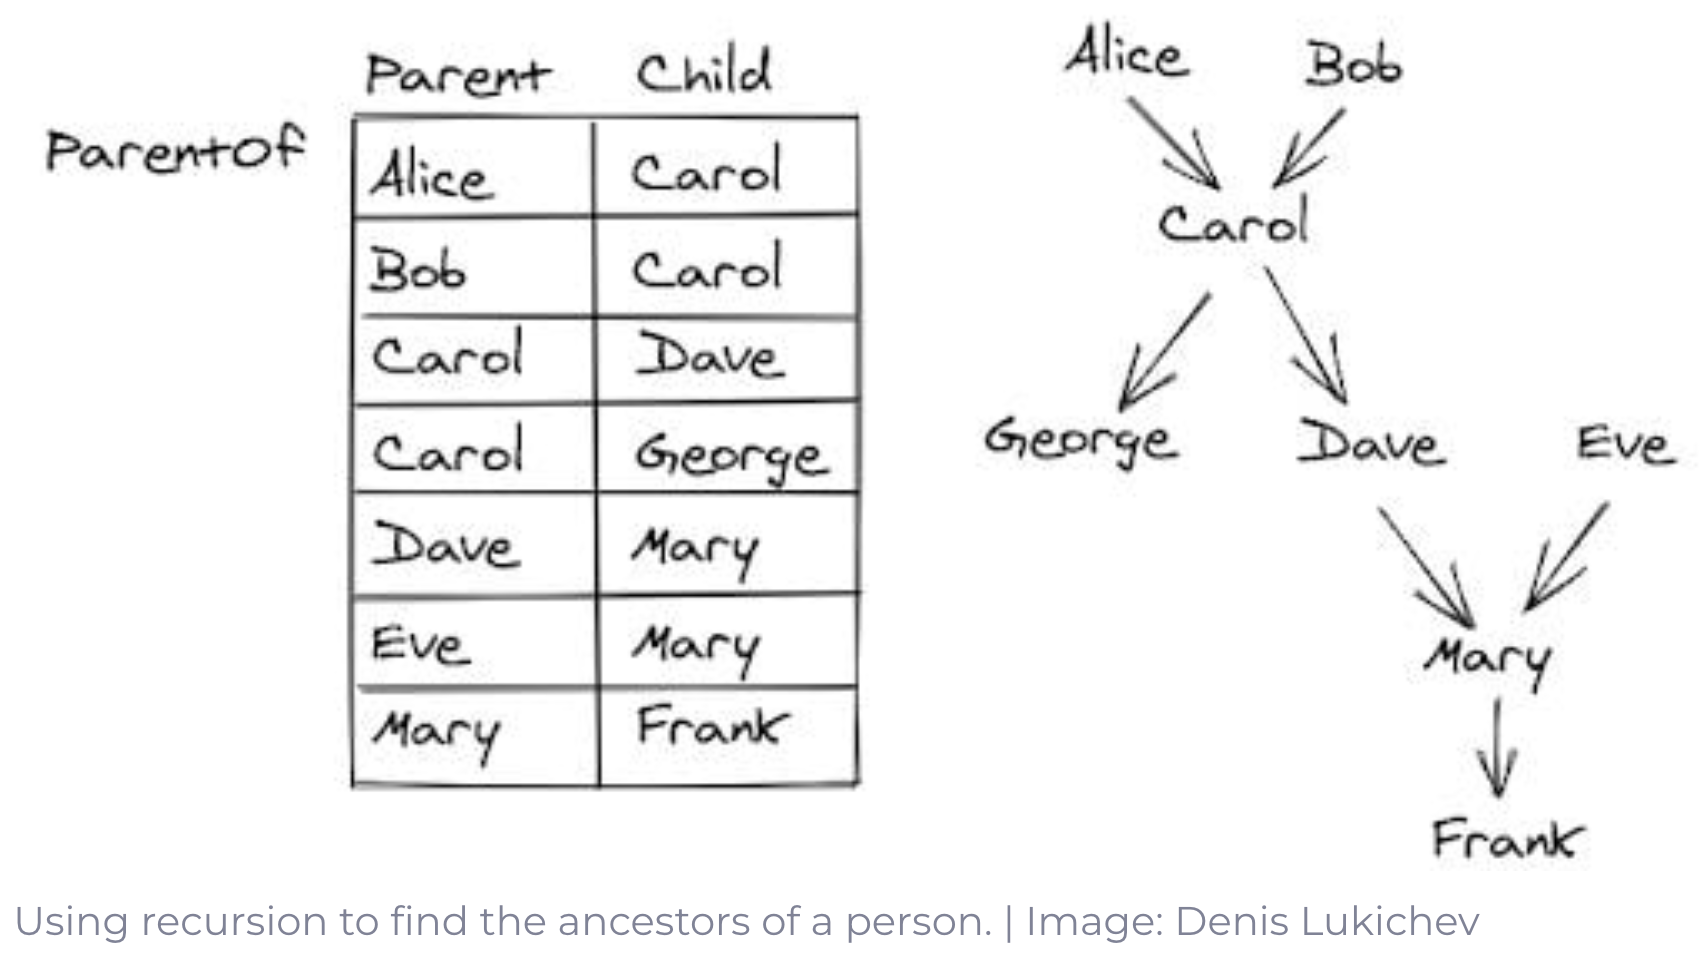 Parent Child
ParentOf
Alice Carol
Bob Carol
Carol Dave
Carol George
Dave Mary
Eve Mary
Mary Frank
Alice Bob
Carol
George Dave Eve
Mary
Frank
Using recursion to find the ancestors of a person. | Image: Denis Lukichev